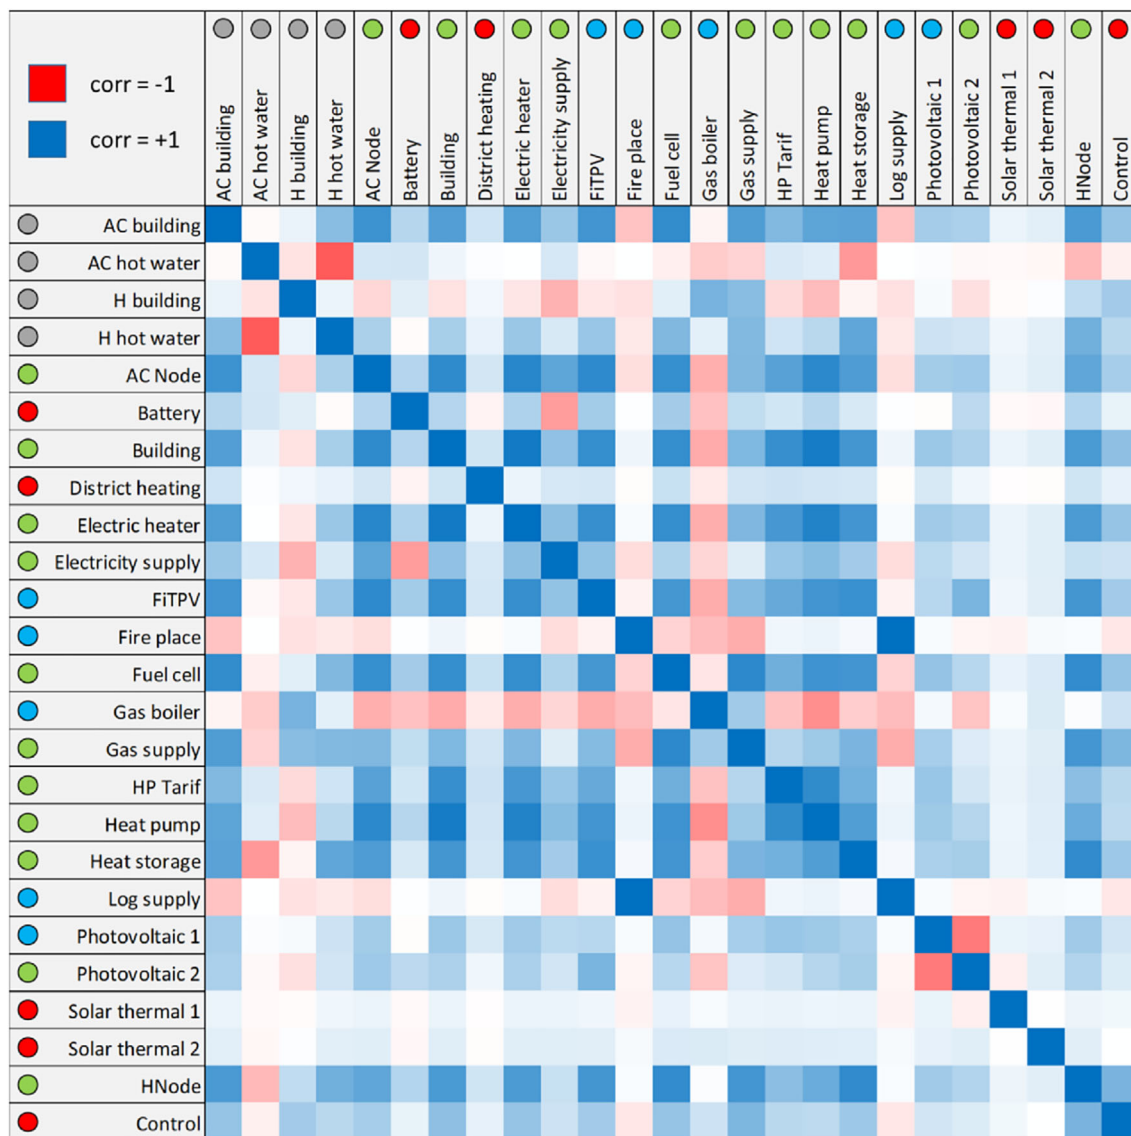 corr = -1
corr = +1
AC building
AC hot water
H building
H hot water
AC Node
Battery
Building
District heating
Electric heater
Electricity supply
FiTPV
Fire place
Fuel cell
Gas boiler
Gas supply
HP Tarif
Heat pump
Heat storage
Log supply
Photovoltaic 1
Photovoltaic 2
Solar thermal 1
Solar thermal 2
HNode
Control
AC building
AC hot water
H building
H hot water
AC Node
Battery
Building
District heating
Electric heater
Electricity supply
FiTPV
Fire place
Fuel cell
Gas boiler
Gas supply
HP Tarif
Heat pump
Heat storage
Log supply
Photovoltaic 1
Photovoltaic 2
Solar thermal 1
Solar thermal 2
HNode
Control